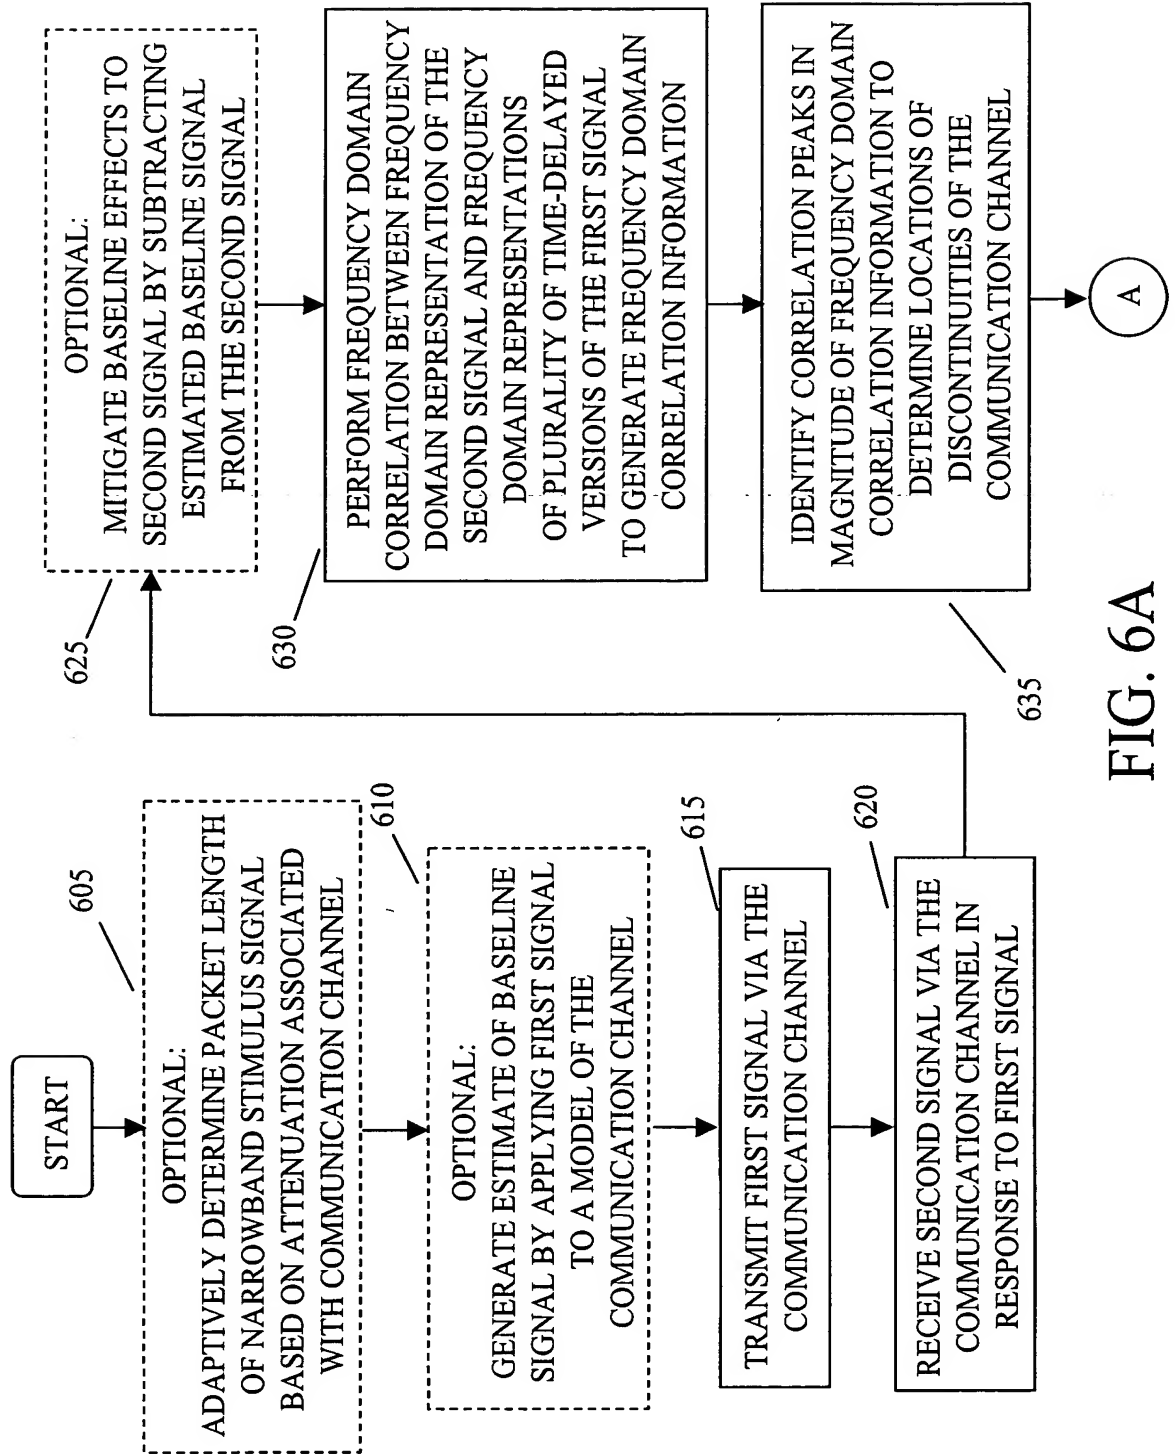 START
605
OPTIONAL:
ADAPTIVELY DETERMINE PACKET LENGTH
OF NARROWBAND STIMULUS SIGNAL
BASED ON ATTENUATION ASSOCIATED
WITH COMMUNICATION CHANNEL
610
OPTIONAL:
GENERATE ESTIMATE OF BASELINE
SIGNAL BY APPLYING FIRST SIGNAL
TO A MODEL OF THE
COMMUNICATION CHANNEL
615
TRANSMIT FIRST SIGNAL VIA THE
COMMUNICATION CHANNEL
620
RECEIVE SECOND SIGNAL VIA THE
COMMUNICATION CHANNEL IN
RESPONSE TO FIRST SIGNAL
625
OPTIONAL:
MITIGATE BASELINE EFFECTS TO
SECOND SIGNAL BY SUBTRACTING
ESTIMATED BASELINE SIGNAL
FROM THE SECOND SIGNAL
630
PERFORM FREQUENCY DOMAIN
CORRELATION BETWEEN FREQUENCY
DOMAIN REPRESENTATION OF THE
SECOND SIGNAL AND FREQUENCY
DOMAIN REPRESENTATIONS
OF PLURALITY OF TIME-DELAYED
VERSIONS OF THE FIRST SIGNAL
TO GENERATE FREQUENCY DOMAIN
CORRELATION INFORMATION
635
IDENTIFY CORRELATION PEAKS IN
MAGNITUDE OF FREQUENCY DOMAIN
CORRELATION INFORMATION TO
DETERMINE LOCATIONS OF
DISCONTINUITIES OF THE
COMMUNICATION CHANNEL
A
FIG. 6A